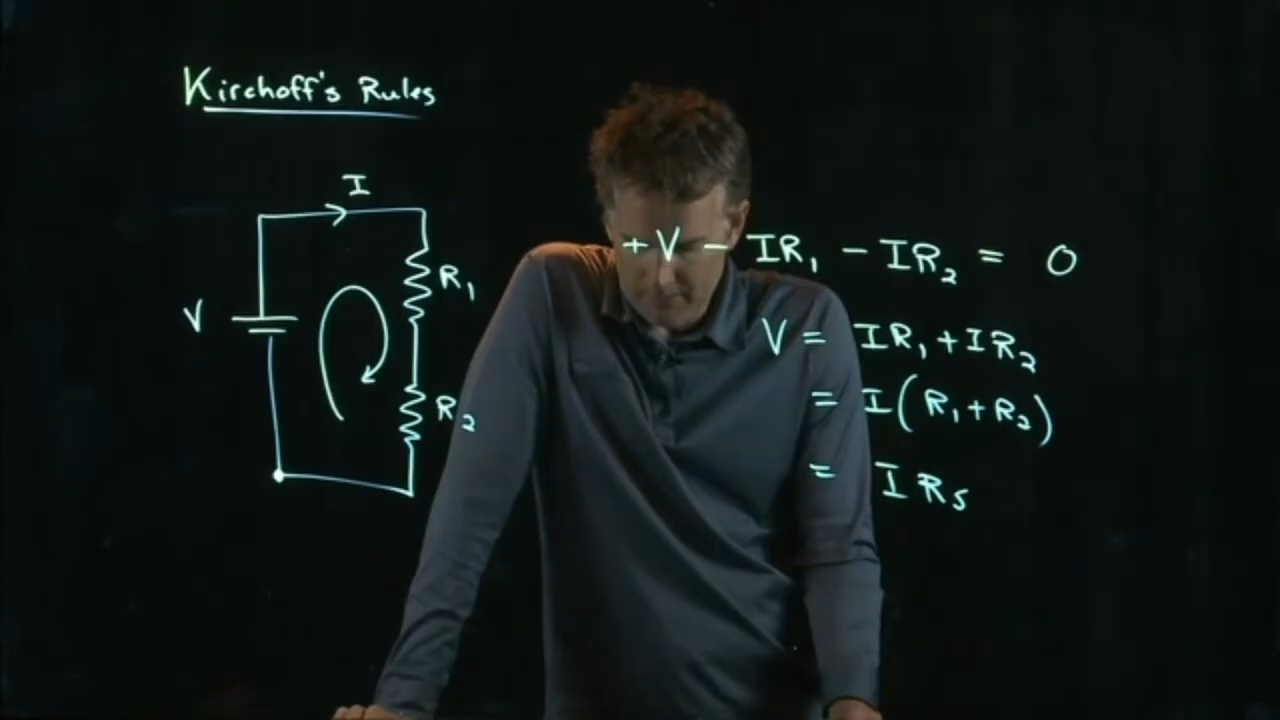 Kirchoff's Rules
I
V
R₁
R₂
+V - IR₁ - IR₂ = 0
V = IR₁ + IR₂
= I(R₁ + R₂)
= IRs